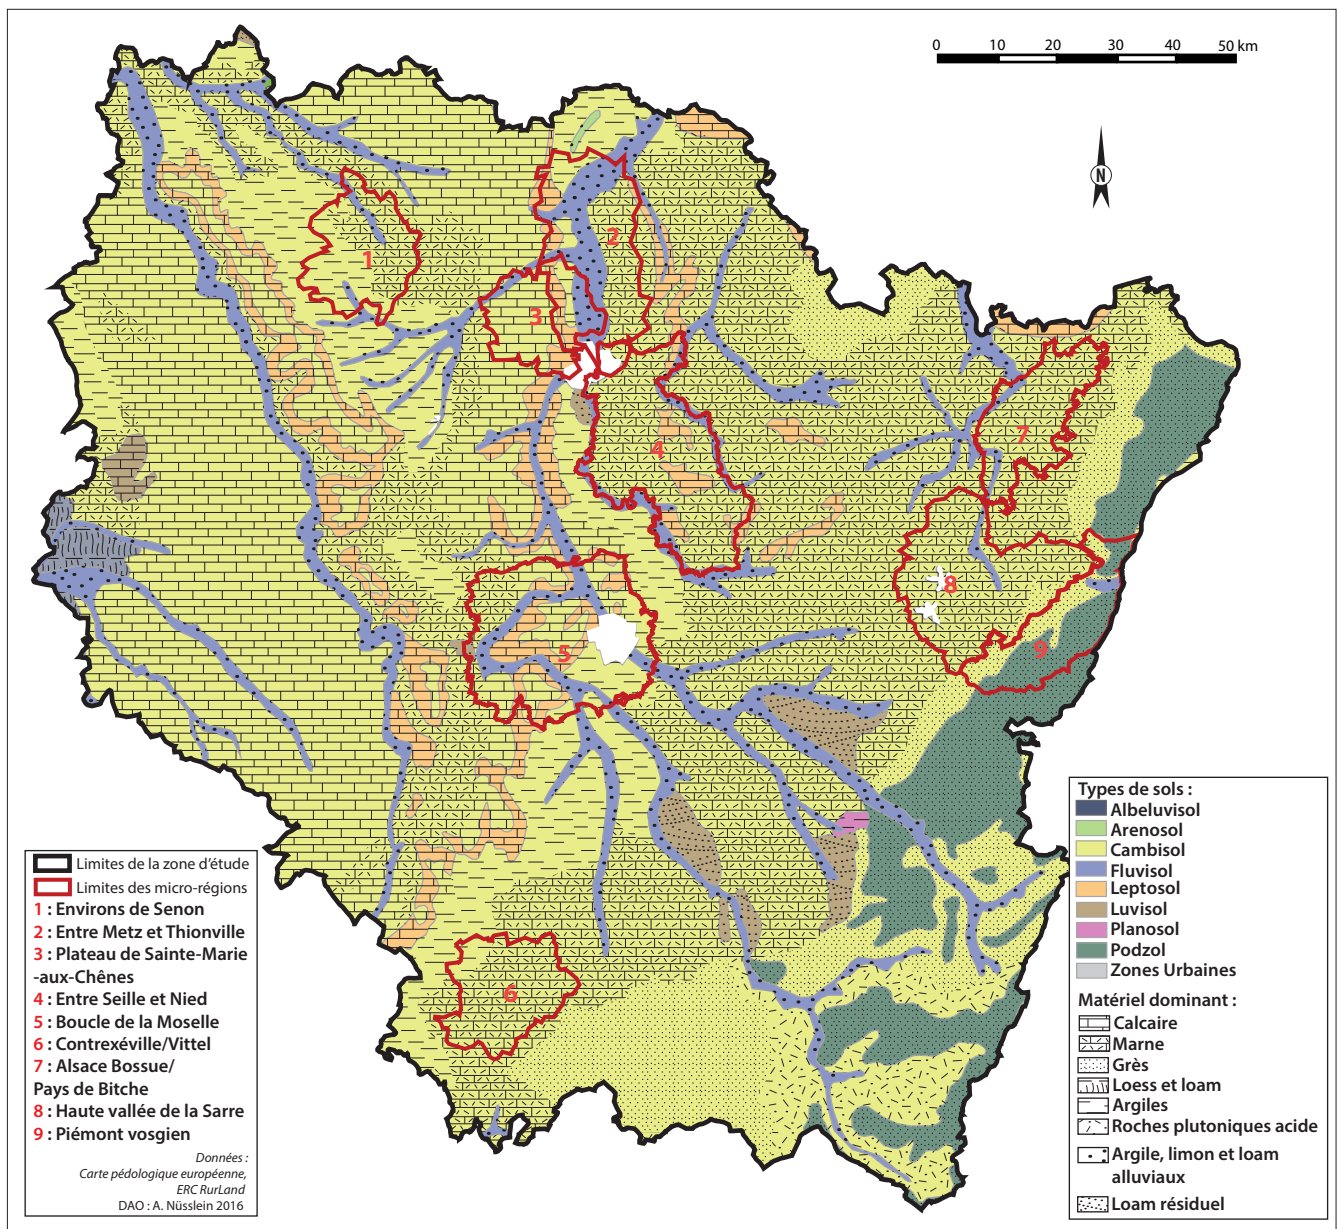 0 10 20 30 40 50 km
N
1
2
3
4
5
6
7
8
9
Limites de la zone d'étude
Limites des micro-régions
1 : Environs de Senon
2 : Entre Metz et Thionville
3 : Plateau de Sainte-Marie
-aux-Chênes
4 : Entre Seille et Nied
5 : Boucle de la Moselle
6 : Contrexéville/Vittel
7 : Alsace Bossue/
Pays de Bitche
8 : Haute vallée de la Sarre
9 : Piémont vosgien
Données :
Carte pédologique européenne,
ERC RurLand
DAO : A. Nüsslein 2016
Types de sols :
Albeluvisol
Arenosol
Cambisol
Fluvisol
Leptosol
Luvisol
Planosol
Podzol
Zones Urbaines
Matériel dominant :
Calcaire
Marne
Grès
Loess et loam
Argiles
Roches plutoniques acide
Argile, limon et loam
alluviaux
Loam résiduel